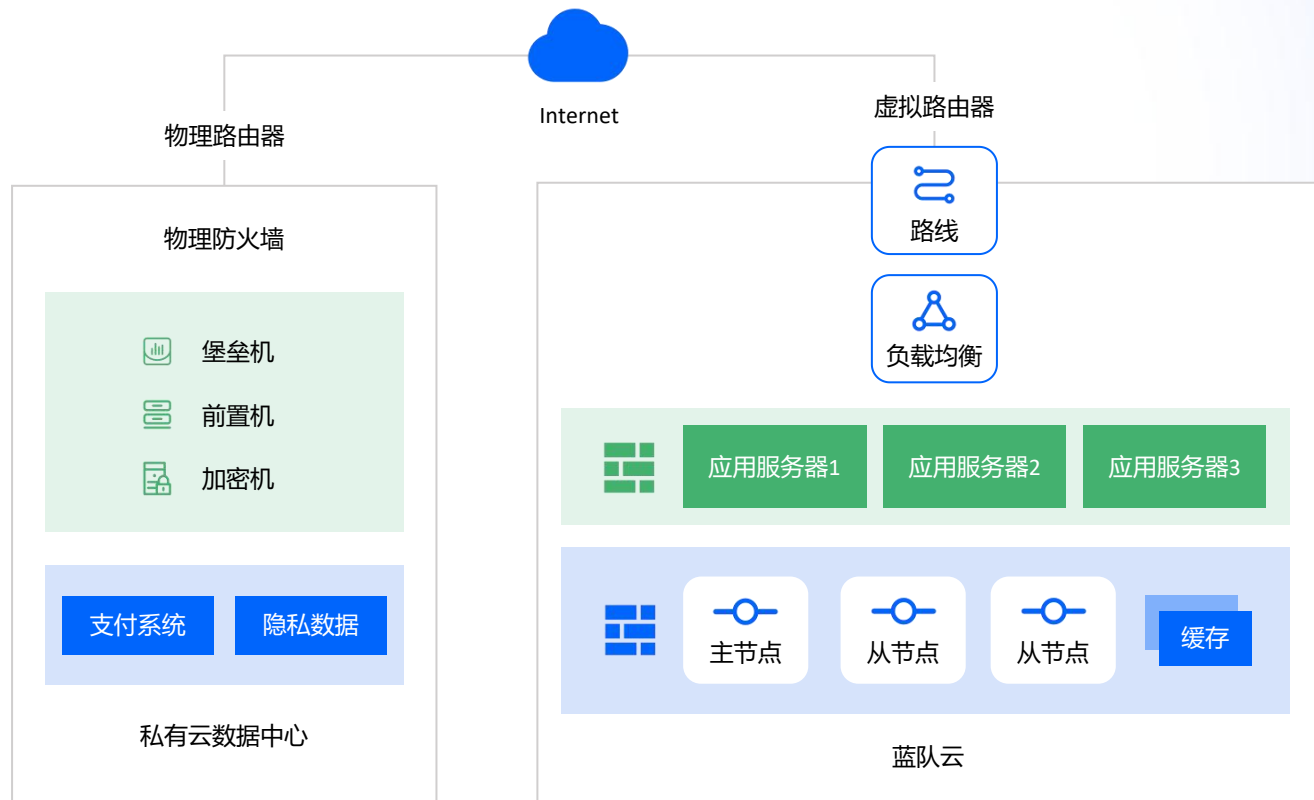 Internet
物理路由器
物理防火墙
堡垒机
前置机
加密机
支付系统
隐私数据
私有云数据中心
虚拟路由器
路线
负载均衡
应用服务器1
应用服务器2
应用服务器3
主节点
从节点
从节点
缓存
蓝队云